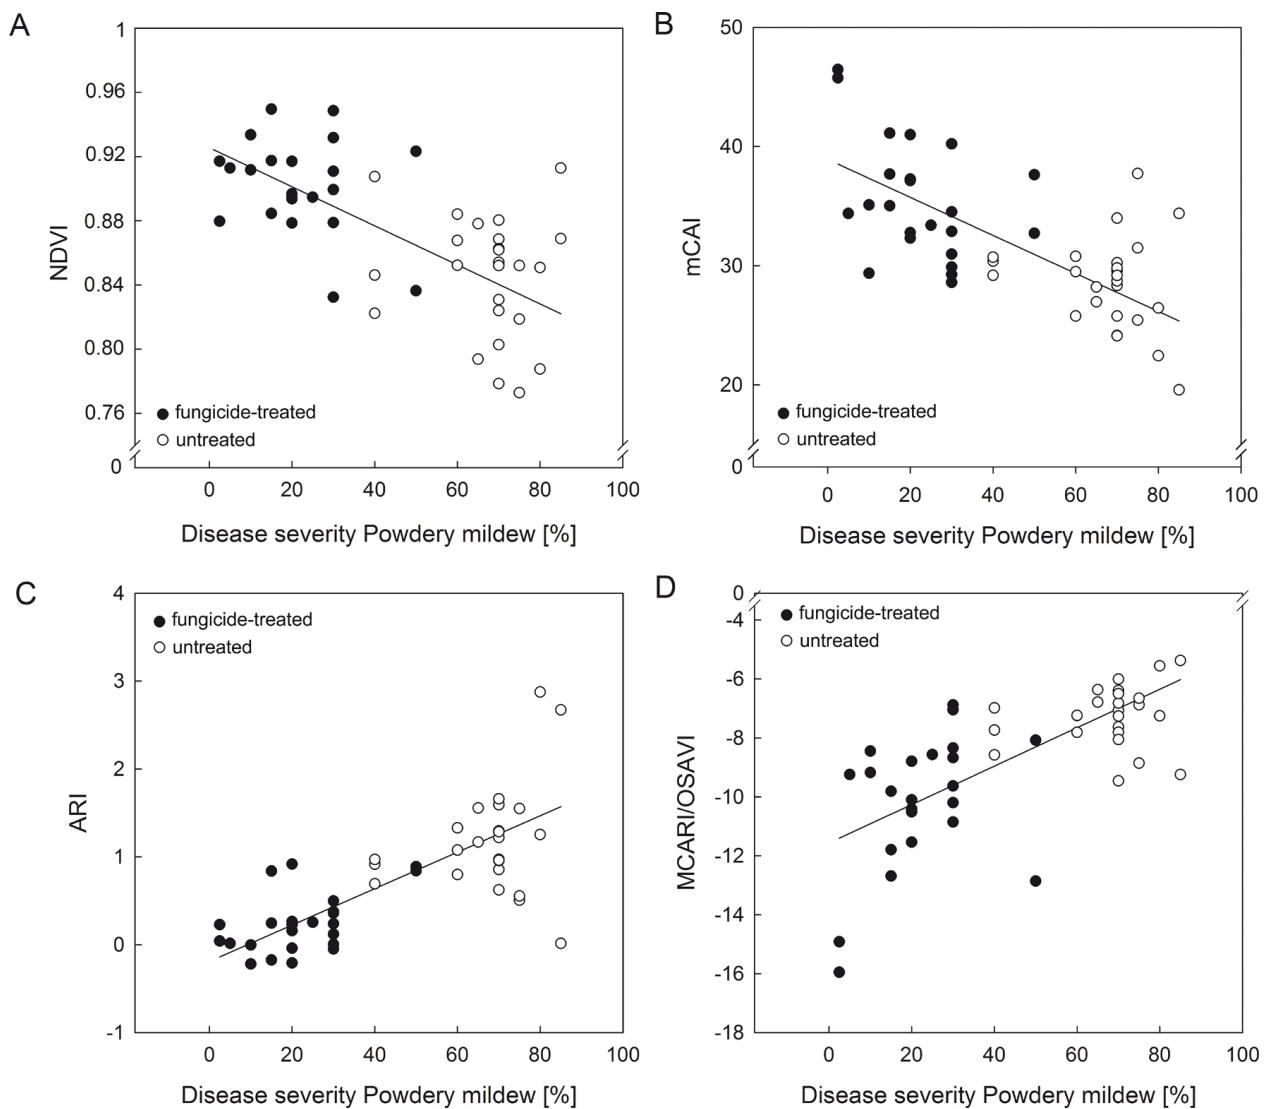 A
1
0.96
0.92
0.88
0.84
0.80
0.76
0
NDVI
fungicide-treated
untreated
0 20 40 60 80 100
Disease severity Powdery mildew [%]
B
50
40
30
20
0
mCAI
fungicide-treated
untreated
0 20 40 60 80 100
Disease severity Powdery mildew [%]
C
4
3
2
1
0
-1
ARI
fungicide-treated
untreated
0 20 40 60 80 100
Disease severity Powdery mildew [%]
D
0
-4
-6
-8
-10
-12
-14
-16
-18
MCARI/OSAVI
fungicide-treated
untreated
0 20 40 60 80 100
Disease severity Powdery mildew [%]